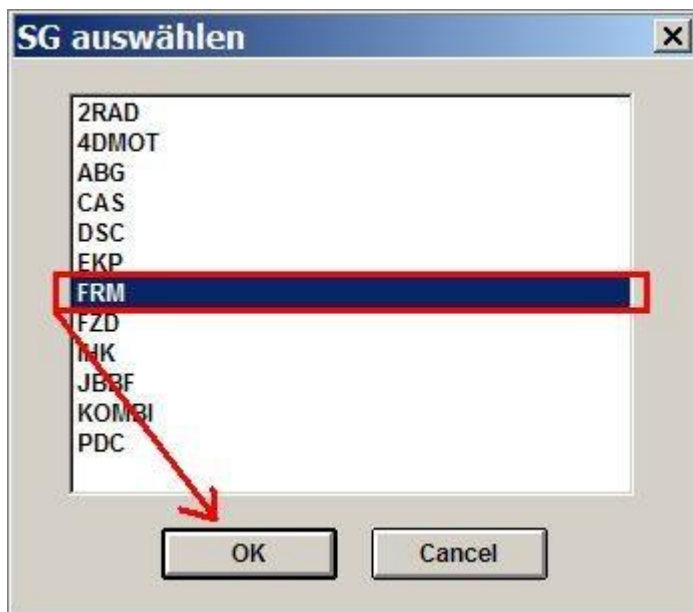 SG auswählen
2RAD
4DMOT
ABG
CAS
DSC
EKP
FRM
FZD
IHK
JBBF
KOMBI
PDC
OK Cancel